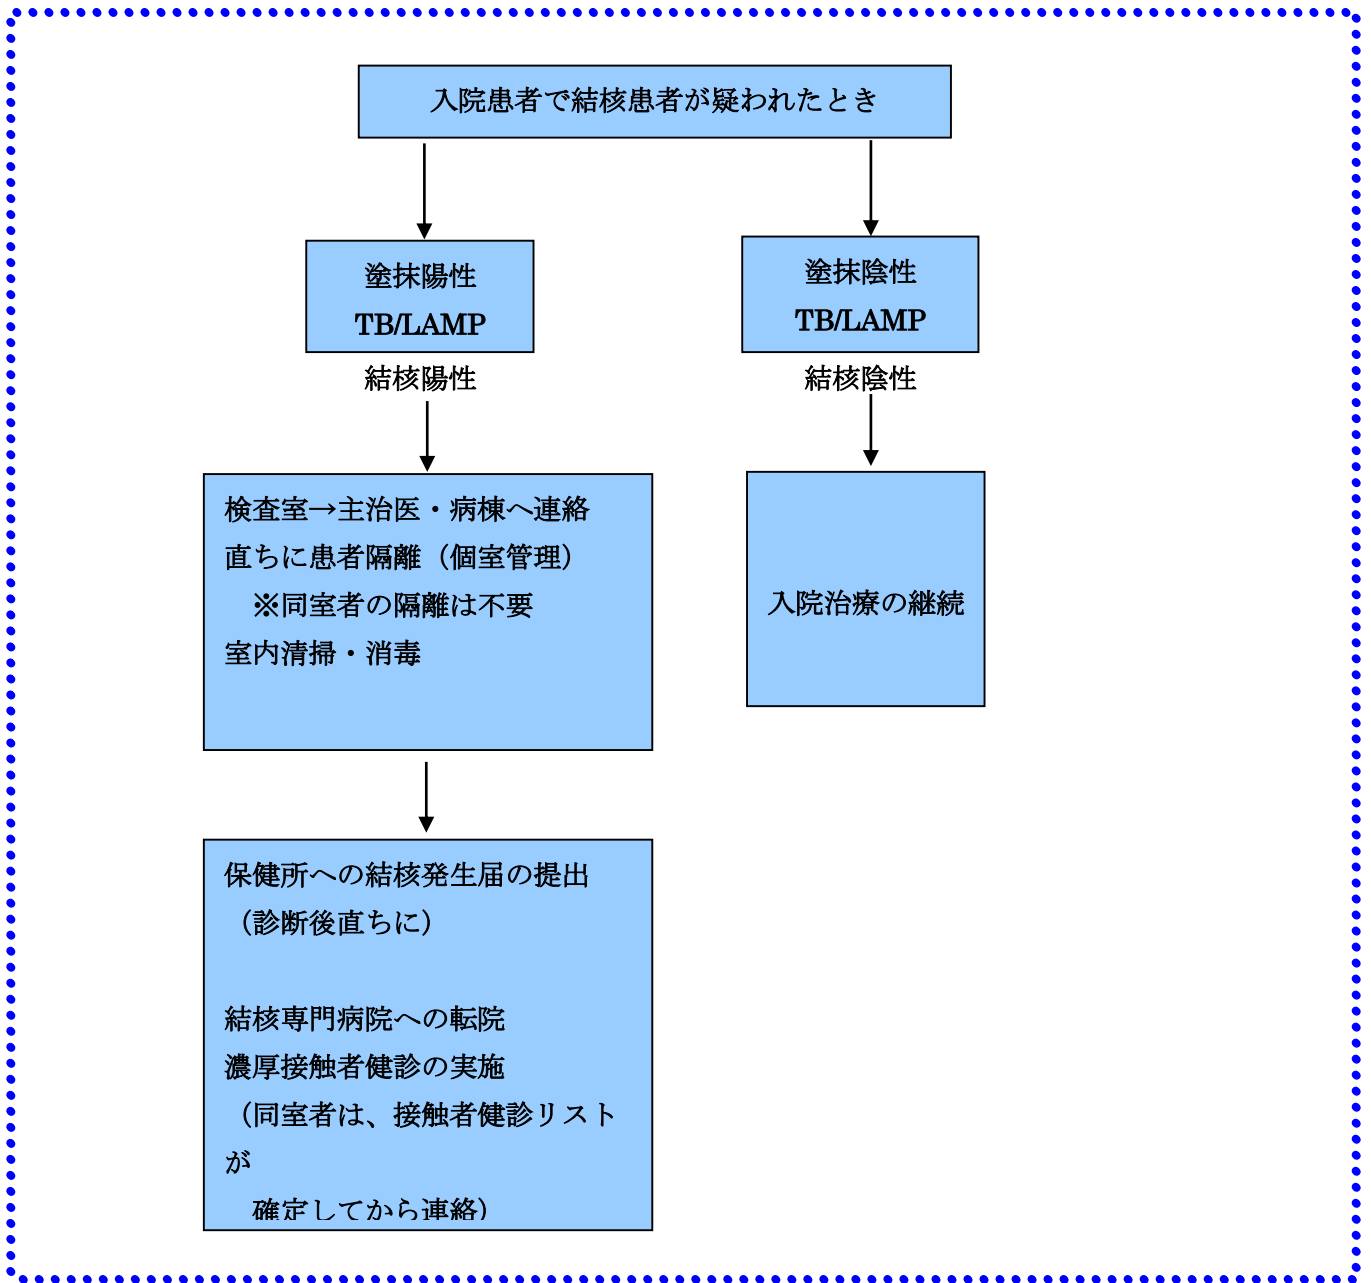 入院患者で結核患者が疑われたとき
塗抹陽性
TB/LAMP
結核陽性
塗抹陰性
TB/LAMP
結核陰性
検査室→主治医・病棟へ連絡
直ちに患者隔離（個室管理）
※同室者の隔離は不要
室内清掃・消毒
入院治療の継続
保健所への結核発生届の提出
（診断後直ちに）
結核専門病院への転院
濃厚接触者健診の実施
（同室者は、接触者健診リスト
が
確定してから連絡）